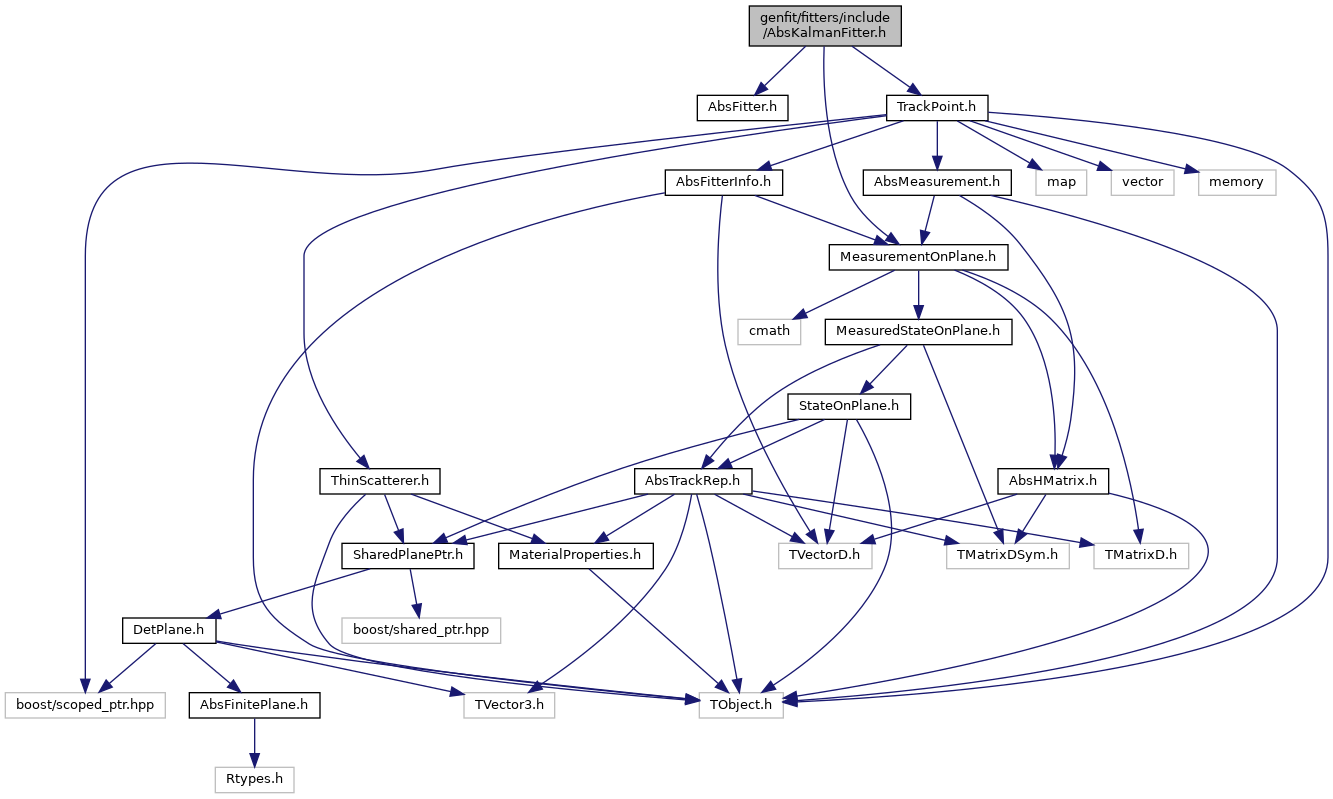 genfit/fitters/include
/AbsKalmanFitter.h
AbsFitter.h
TrackPoint.h
AbsFitterInfo.h
AbsMeasurement.h
map
vector
memory
MeasurementOnPlane.h
cmath
MeasuredStateOnPlane.h
StateOnPlane.h
ThinScatterer.h
AbsTrackRep.h
AbsHMatrix.h
SharedPlanePtr.h
MaterialProperties.h
TVectorD.h
TMatrixDSym.h
TMatrixD.h
DetPlane.h
boost/shared_ptr.hpp
boost/scoped_ptr.hpp
AbsFinitePlane.h
TVector3.h
TObject.h
Rtypes.h